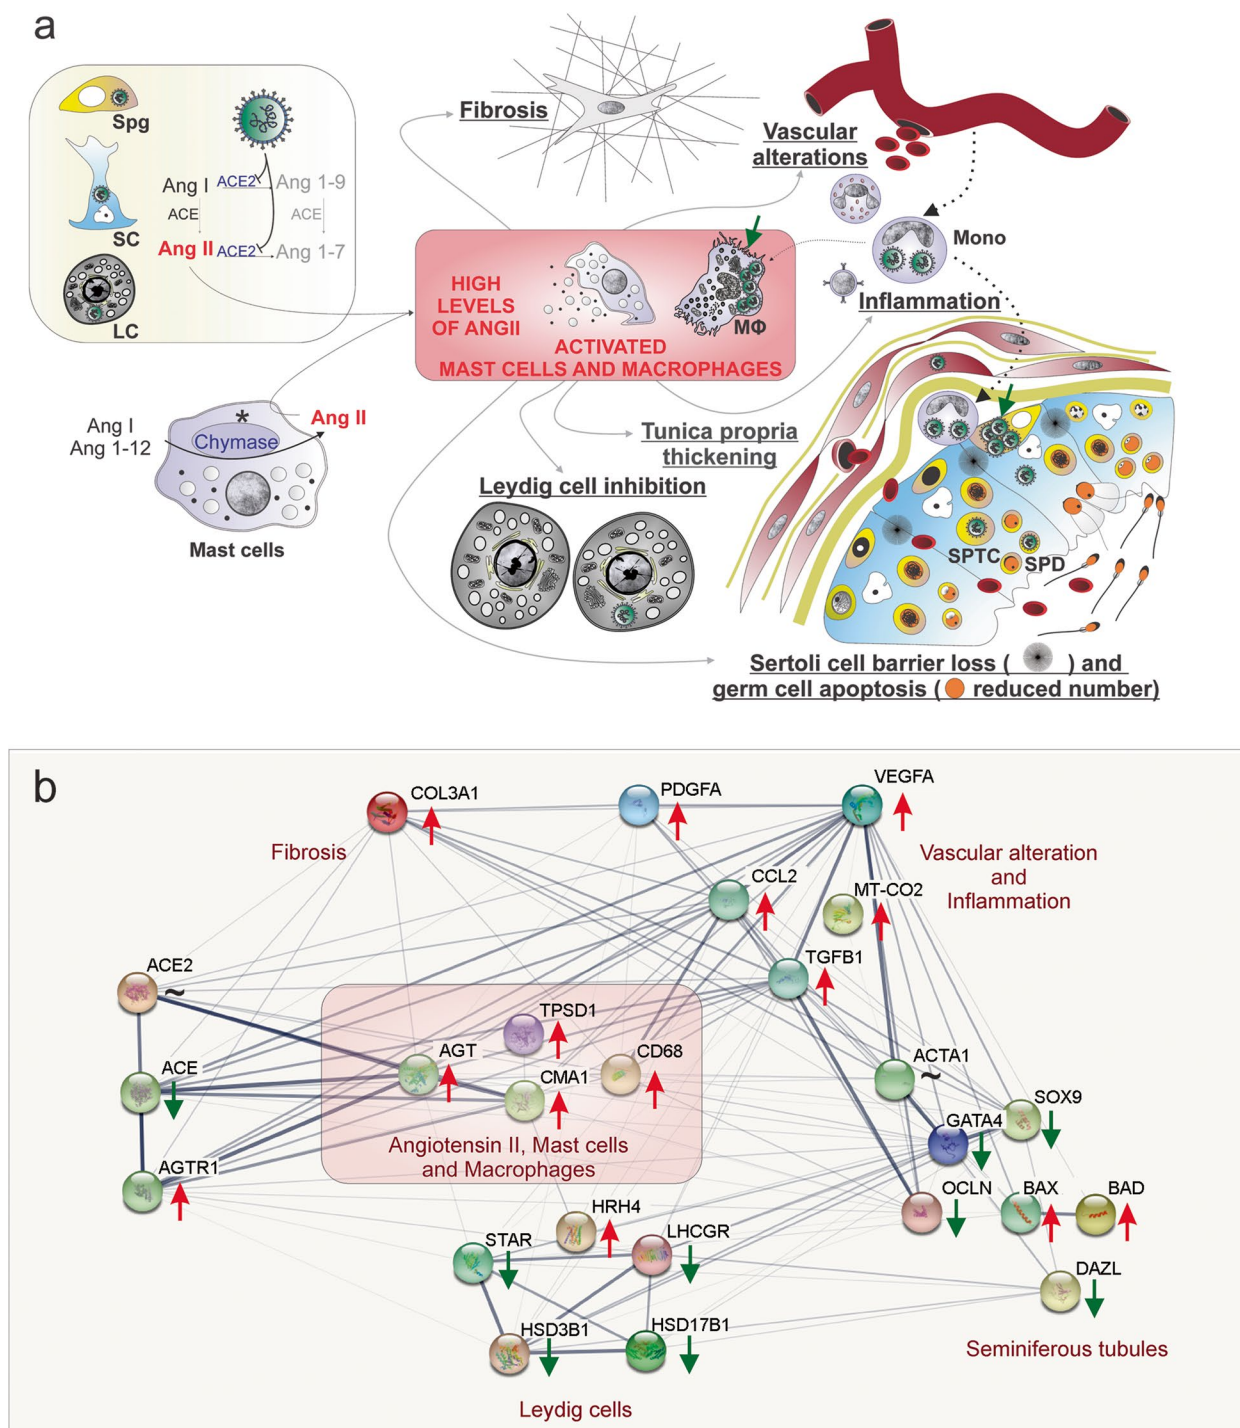 a
Spg
SC
LC
Ang I
ACE2
Ang 1-9
ACE
ACE
Ang II
ACE2
Ang 1-7
Fibrosis
Vascular
alterations
Mono
Inflammation
HIGH
LEVELS
OF ANGII
MΦ
ACTIVATED
MAST CELLS AND MACROPHAGES
Ang I
Ang 1-12
*
Chymase
Ang II
Mast cells
Tunica propria
thickening
Leydig cell inhibition
SPTC
SPD
Sertoli cell barrier loss ( ) and
germ cell apoptosis ( reduced number)
b
COL3A1
PDGFA
VEGFA
Fibrosis
Vascular alteration
and
Inflammation
CCL2
MT-CO2
ACE2
~
TGFB1
TPSD1
ACE
AGT
CMA1
CD68
ACTA1
~
SOX9
GATA4
Angiotensin II, Mast cells
and Macrophages
AGTR1
OCLN
BAX
BAD
HRH4
STAR
LHCGR
DAZL
HSD3B1
HSD17B1
Seminiferous tubules
Leydig cells